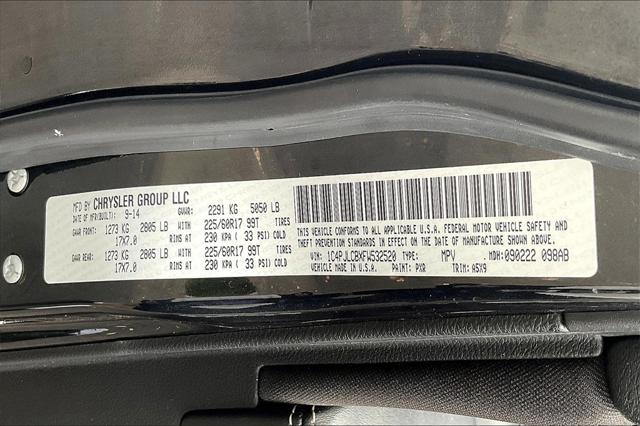 MFD BY CHRYSLER GROUP LLC
DATE OF MFR(BUILT): 9-14 GVWR: 2291 KG 5050 LB
GAWR FRONT: 1273 KG 2805 LB WITH 225/60R17 99T TIRES
17X7.0 RIMS AT 230 KPA ( 33 PSI) COLD
GAWR REAR: 1273 KG 2805 LB WITH 225/60R17 99T TIRES
17X7.0 RIMS AT 230 KPA ( 33 PSI) COLD
THIS VEHICLE CONFORMS TO ALL APPLICABLE U.S.A. FEDERAL MOTOR VEHICLE SAFETY AND
THEFT PREVENTION STANDARDS IN EFFECT ON THE DATE OF MANUFACTURE SHOWN ABOVE.
VIN: 1C4PJLCBXFW532520 TYPE: MPV MDH:090222 098AB
VEHICLE MADE IN U.S.A. PAINT: PXR TRIM: A5X9